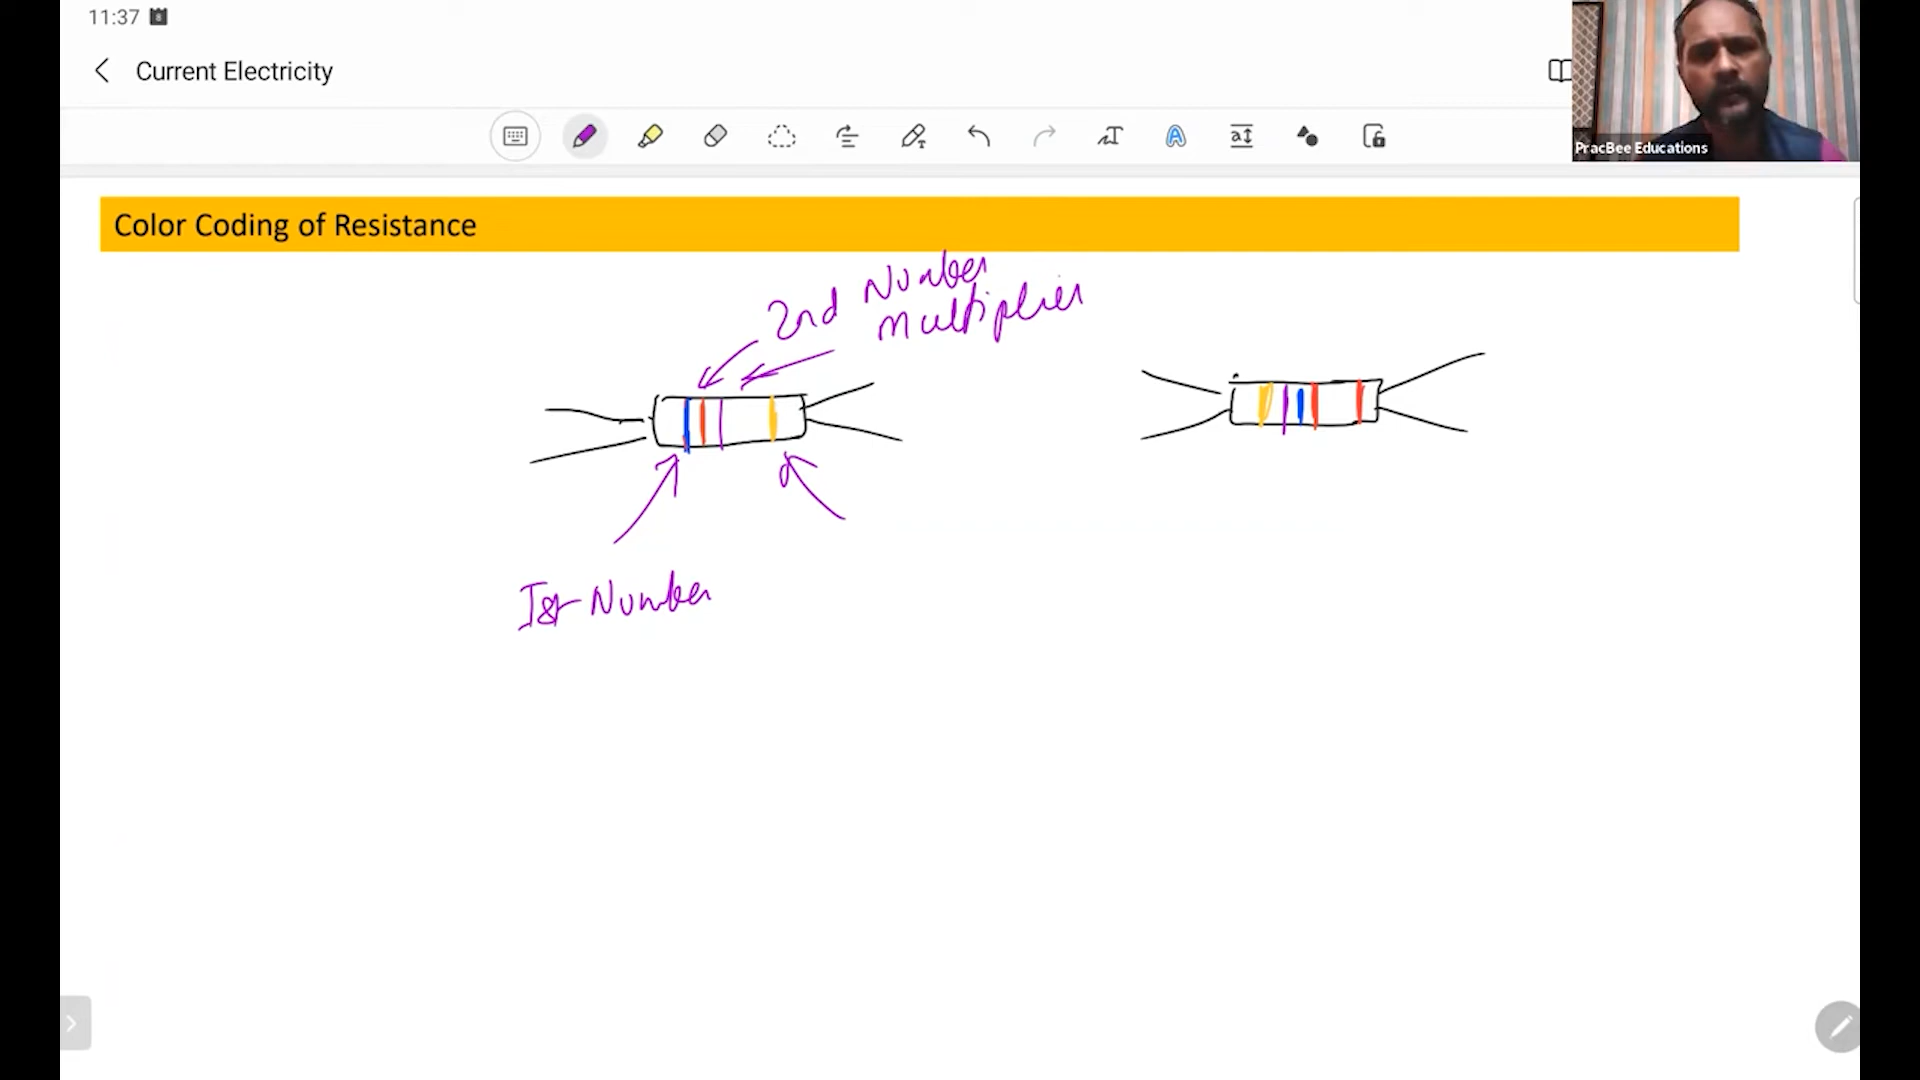 11:37
Current Electricity
PracBee Educations
Color Coding of Resistance
2nd Number
Multiplier
Ist Number